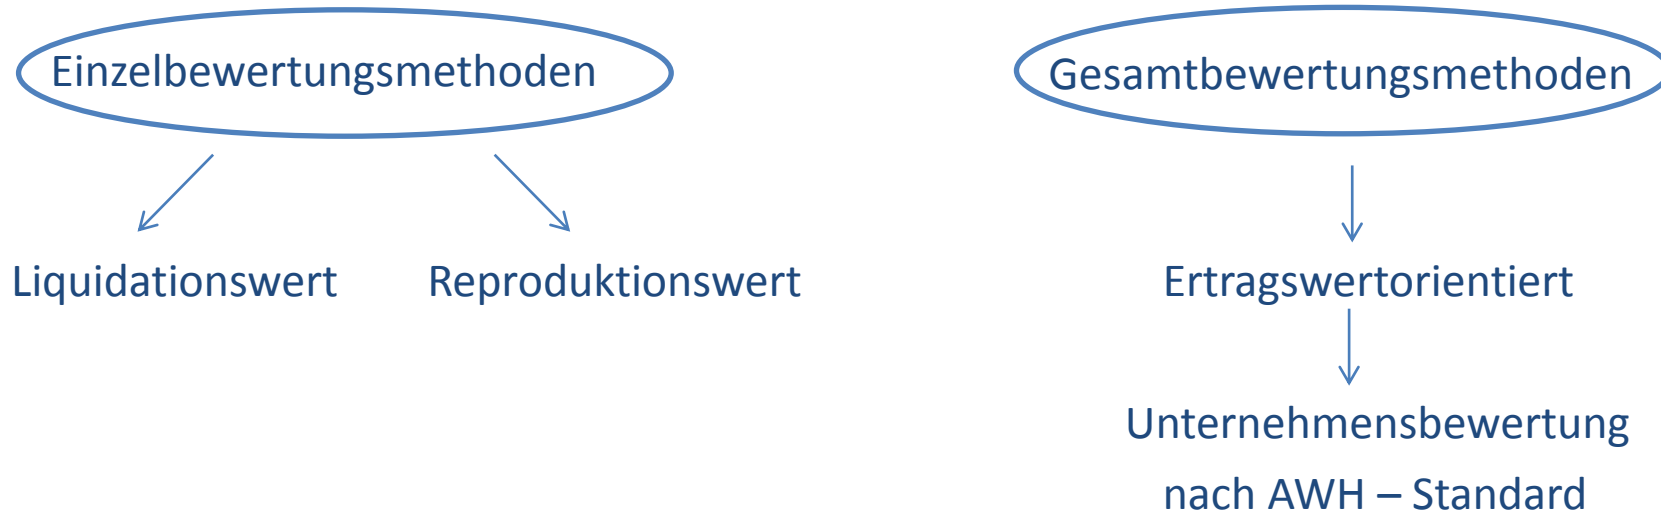 Einzelbewertungsmethoden
Gesamtbewertungsmethoden
Liquidationswert
Reproduktionswert
Ertragswertorientiert
Unternehmensbewertung
nach AWH – Standard